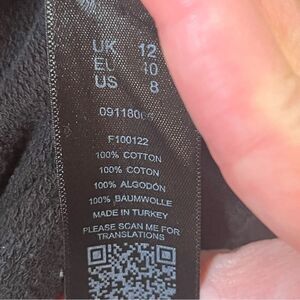 UK 12
EU 40
US 8
F100122
100% COTTON
100% COTON
100% ALGODÓN
100% BAUMWOLLE
MADE IN TURKEY
PLEASE SCAN ME FOR
TRANSLATIONS